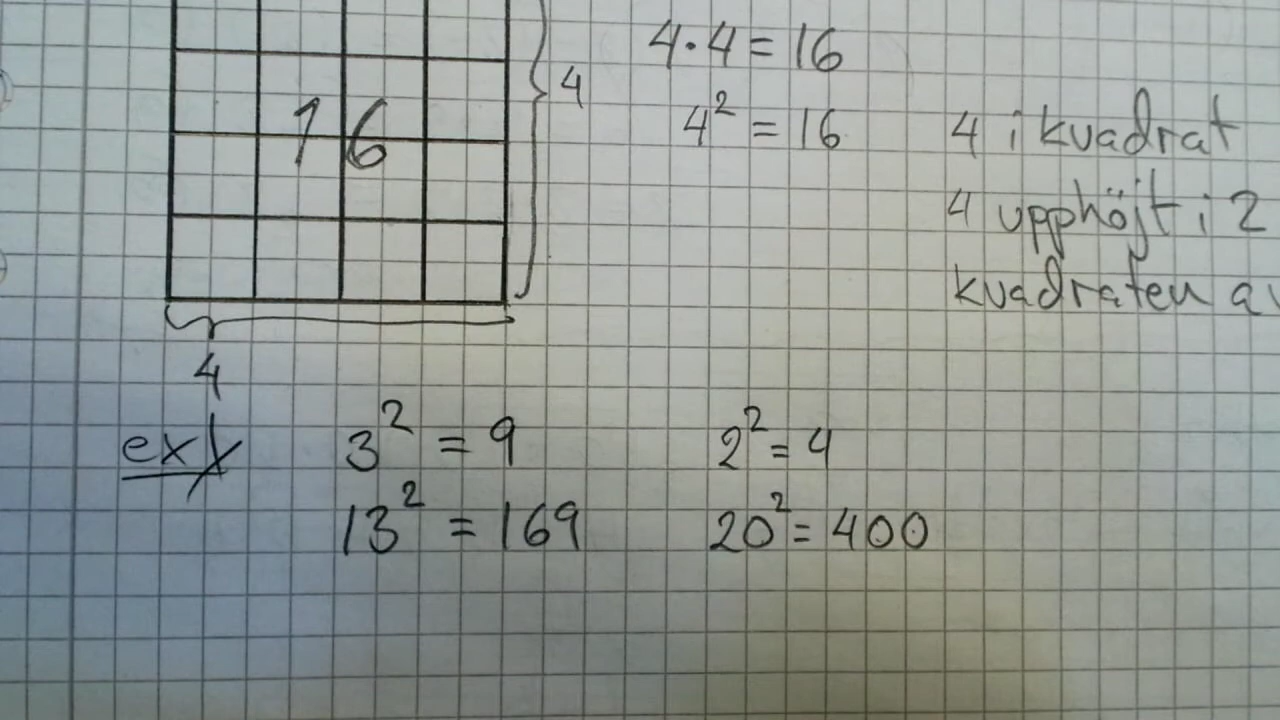 4·4 = 16
4
16
4² = 16
4 i kvadrat
4 upphöjt i 2
kvadraten
4
ex
3² = 9
2² = 4
13² = 169
20² = 400